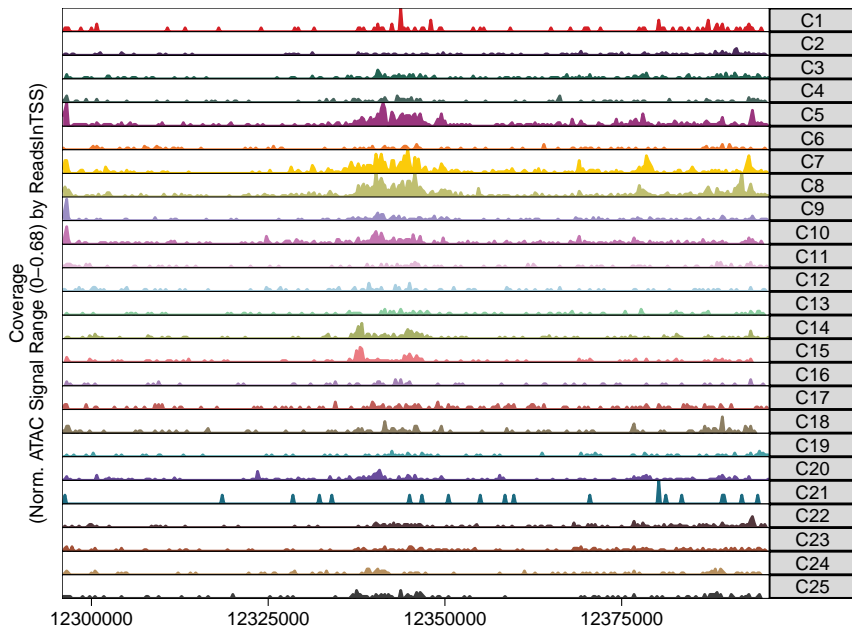 Coverage
(Norm. ATAC Signal Range (0–0.68) by ReadsInTSS)
C1
C2
C3
C4
C5
C6
C7
C8
C9
C10
C11
C12
C13
C14
C15
C16
C17
C18
C19
C20
C21
C22
C23
C24
C25
12300000 12325000 12350000 12375000